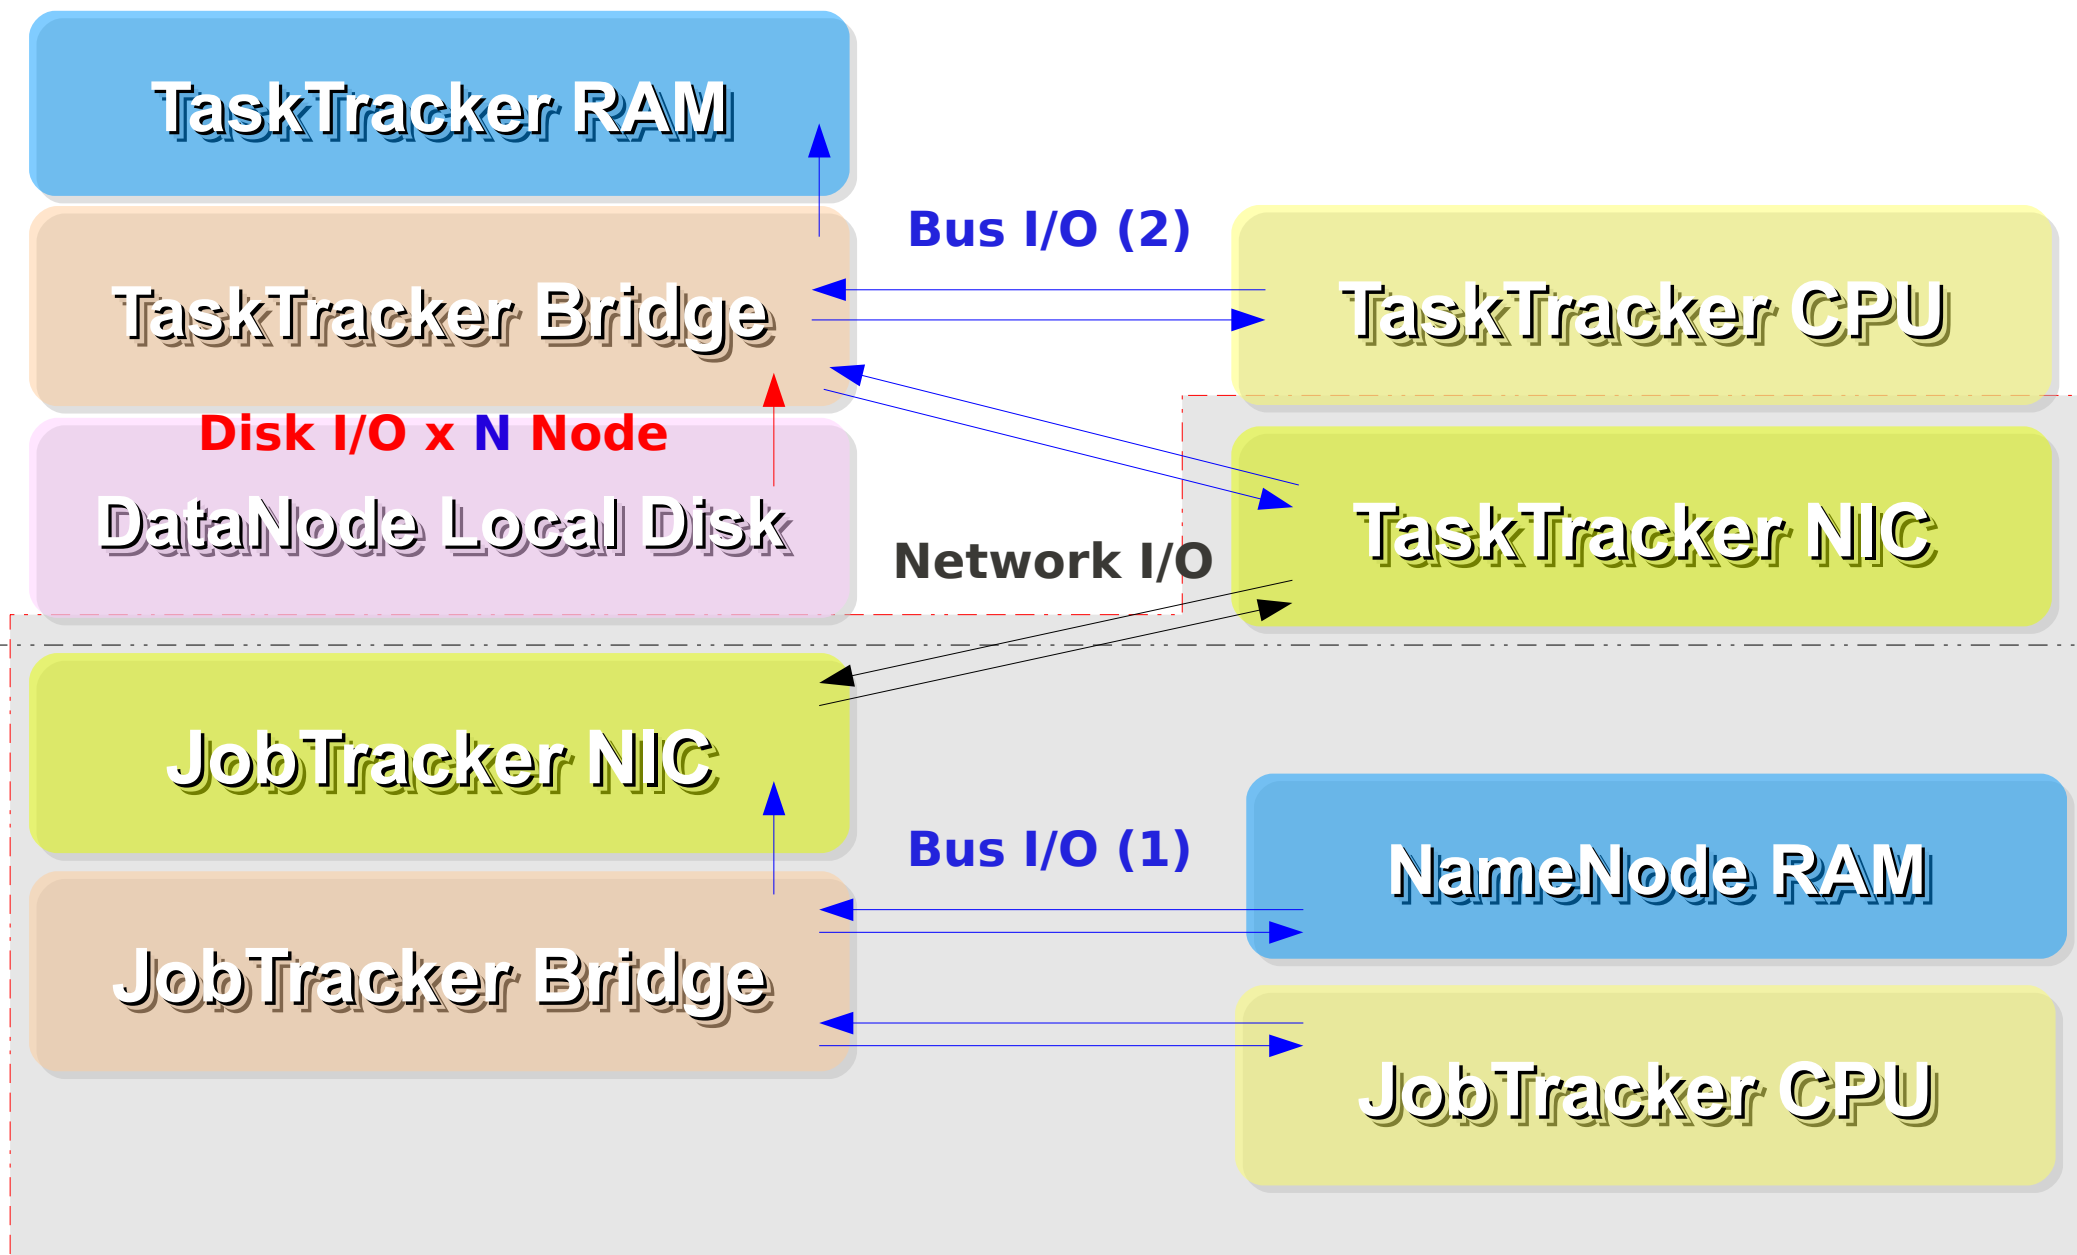 TaskTracker RAM
Bus I/O (2)
TaskTracker Bridge
TaskTracker CPU
Disk I/O x N Node
DataNode Local Disk
TaskTracker NIC
Network I/O
JobTracker NIC
Bus I/O (1)
NameNode RAM
JobTracker Bridge
JobTracker CPU